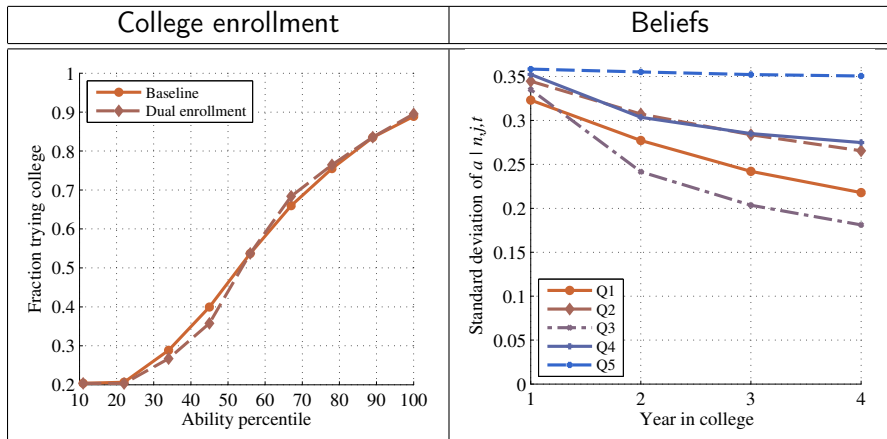 College enrollment
Beliefs
1
0.9
0.8
0.7
0.6
0.5
0.4
0.3
0.2
Fraction trying college
Baseline
Dual enrollment
10 20 30 40 50 60 70 80 90 100
Ability percentile
0.35
0.3
0.25
0.2
0.15
0.1
0.05
0
Standard deviation of a | n,j,t
Q1
Q2
Q3
Q4
Q5
1 2 3 4
Year in college